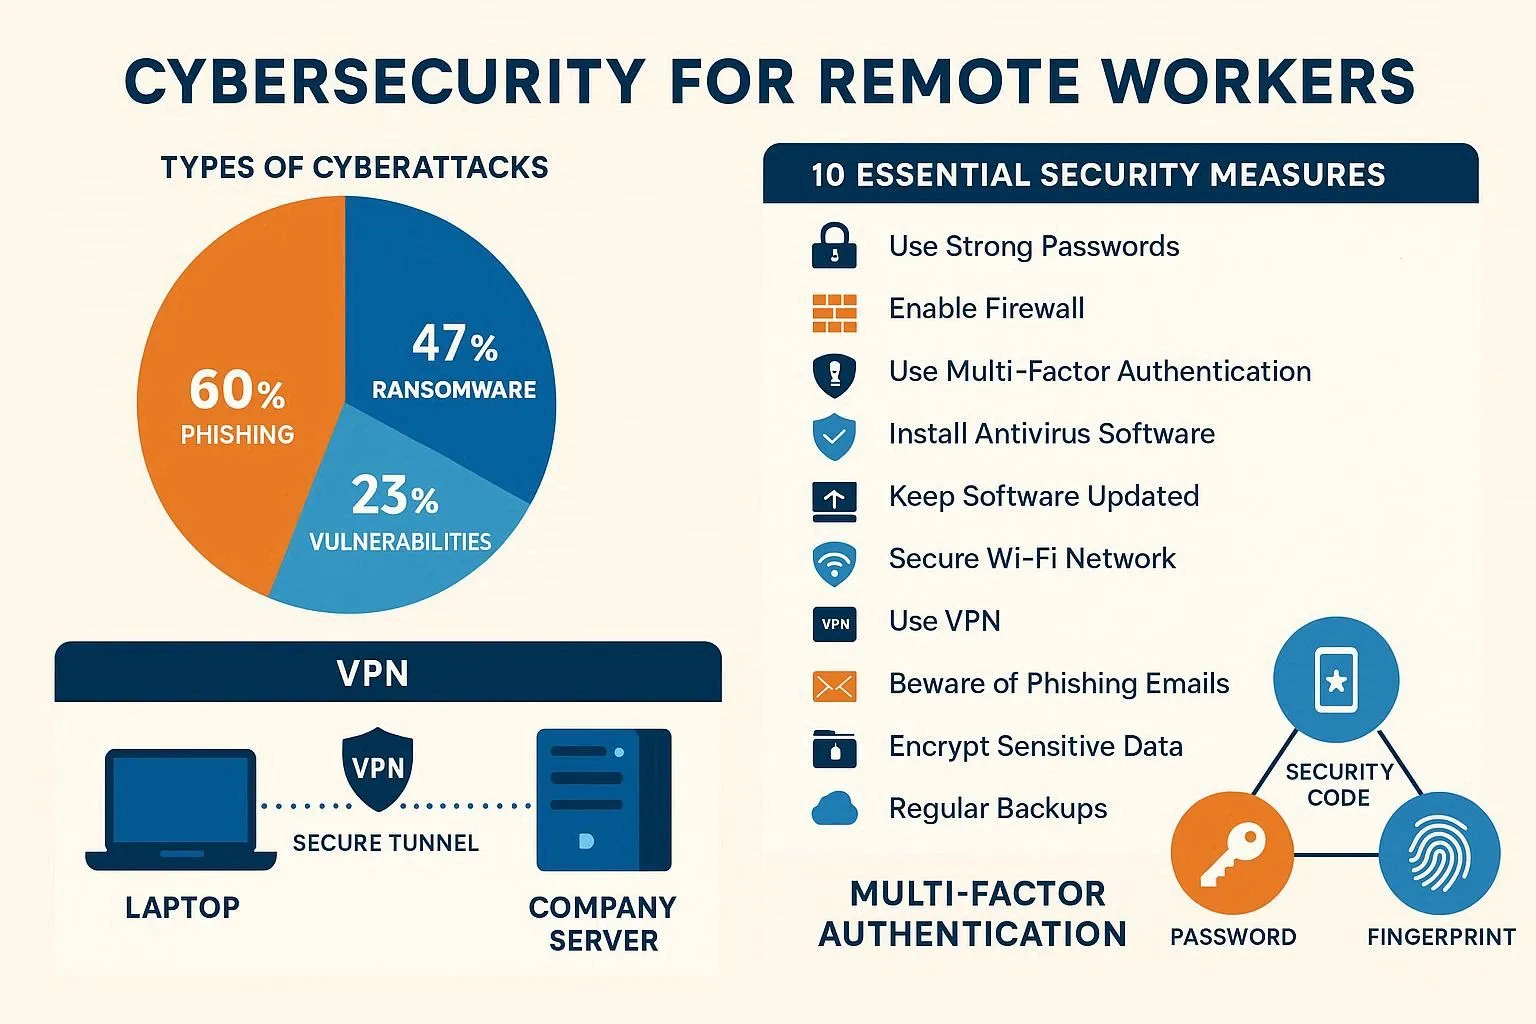 CYBERSECURITY FOR REMOTE WORKERS
TYPES OF CYBERATTACKS
47%
RANSOMWARE
60%
PHISHING
23%
VULNERABILITIES
VPN
VPN
SECURE TUNNEL
LAPTOP
COMPANY
SERVER
10 ESSENTIAL SECURITY MEASURES
Use Strong Passwords
Enable Firewall
Use Multi-Factor Authentication
Install Antivirus Software
Keep Software Updated
Secure Wi-Fi Network
VPN Use VPN
Beware of Phishing Emails
Encrypt Sensitive Data
Regular Backups
MULTI-FACTOR
AUTHENTICATION
SECURITY
CODE
PASSWORD
FINGERPRINT